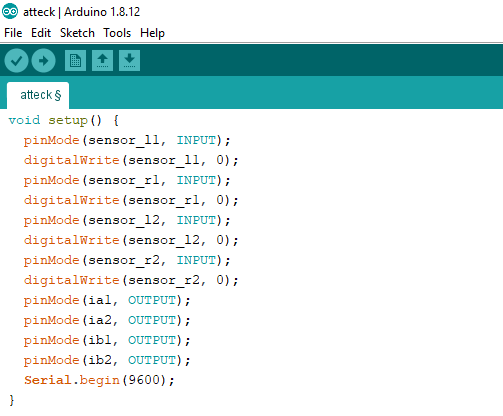 atteck | Arduino 1.8.12
File Edit Sketch Tools Help
atteck §
void setup() {
  pinMode(sensor_l1, INPUT);
  digitalWrite(sensor_l1, 0);
  pinMode(sensor_r1, INPUT);
  digitalWrite(sensor_r1, 0);
  pinMode(sensor_l2, INPUT);
  digitalWrite(sensor_l2, 0);
  pinMode(sensor_r2, INPUT);
  digitalWrite(sensor_r2, 0);
  pinMode(ia1, OUTPUT);
  pinMode(ia2, OUTPUT);
  pinMode(ib1, OUTPUT);
  pinMode(ib2, OUTPUT);
  Serial.begin(9600);
}